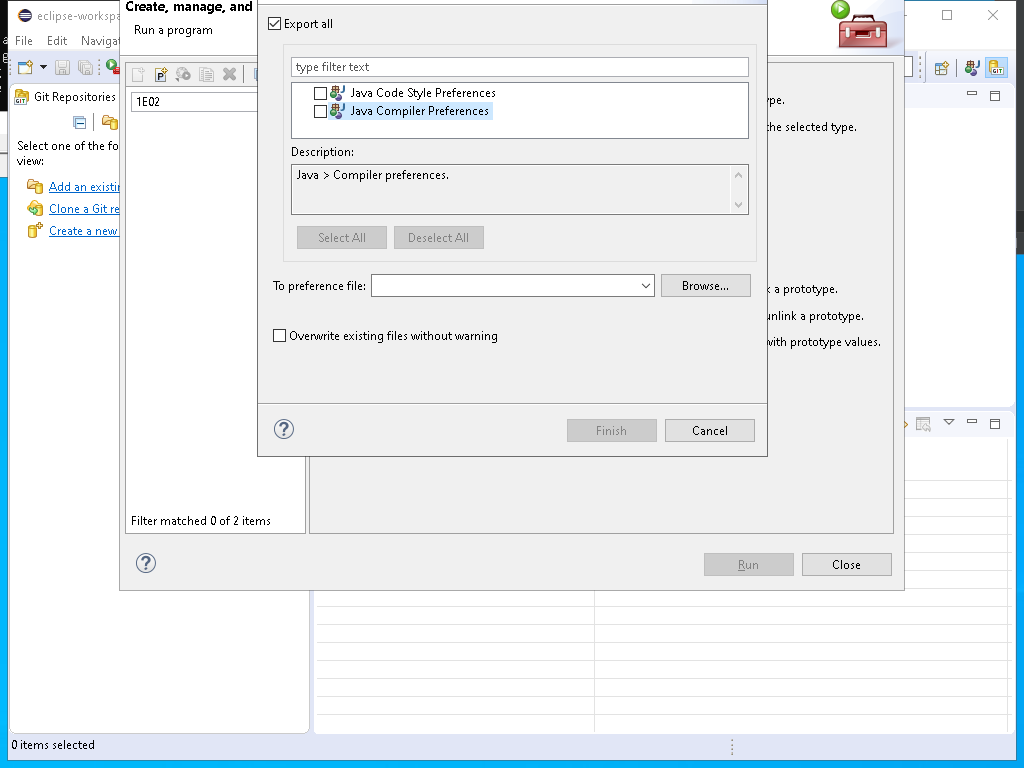 eclipse-workspa
Create, manage, and
Run a program
File Edit Navigat
Export all
type filter text
Java Code Style Preferences
Java Compiler Preferences
Git Repositories
1E02
Description:
Java > Compiler preferences.
Select one of the fo
view:
Add an existin
Clone a Git re
Create a new
Select All
Deselect All
ype.
the selected type.
To preference file:
Browse...
k a prototype.
unlink a prototype.
with prototype values.
Overwrite existing files without warning
Finish
Cancel
Filter matched 0 of 2 items
Run
Close
0 items selected